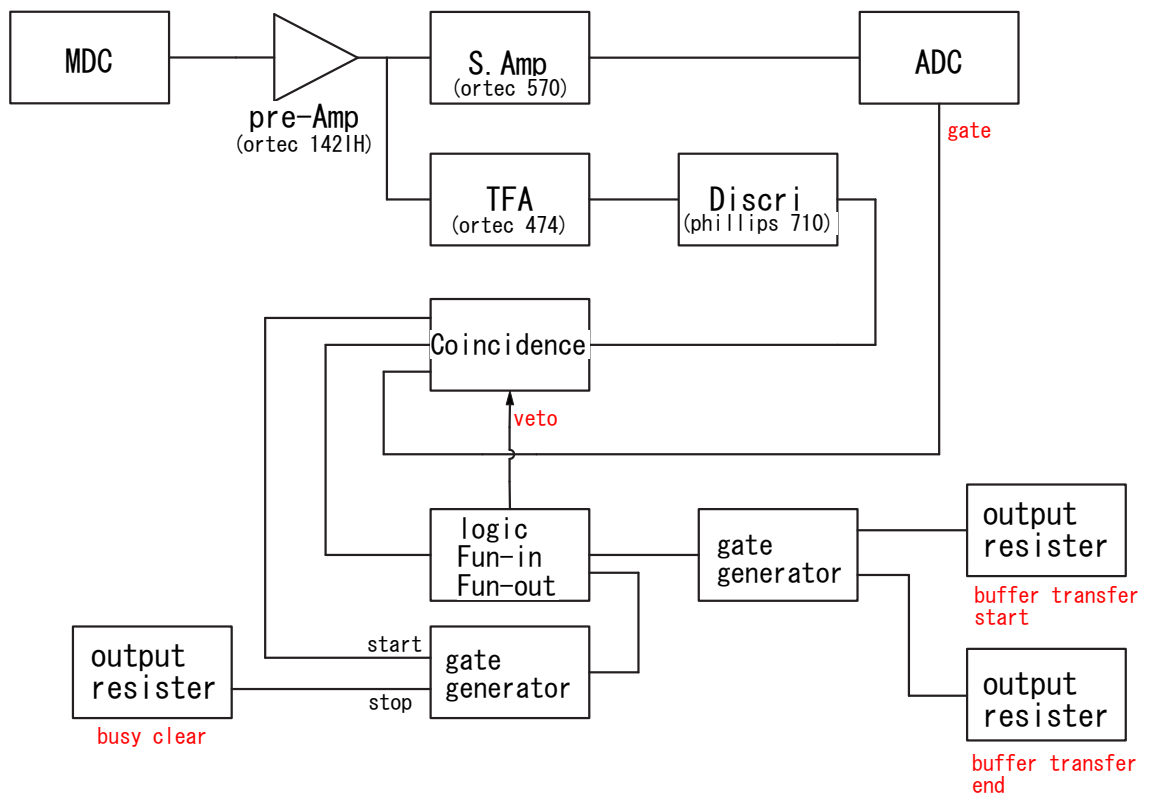 MDC
pre-Amp
(ortec 142IH)
S.Amp
(ortec 570)
ADC
gate
TFA
(ortec 474)
Discri
(phillips 710)
Coincidence
veto
logic
Fun-in
Fun-out
gate
generator
output
resister
buffer transfer
start
output
resister
busy clear
start
stop
gate
generator
output
resister
buffer transfer
end